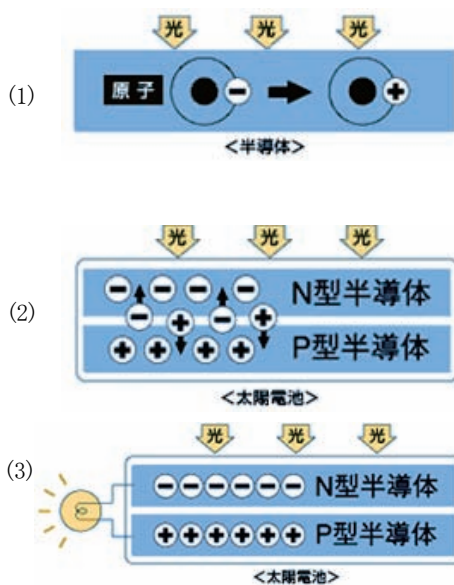 光 光 光
(1)
原子 − +
<半導体>
光 光 光
(2)
− − − − N型半導体
− + − +
+ + + + P型半導体
<太陽電池>
光 光 光
(3)
− − − − − − N型半導体
+ + + + + + P型半導体
<太陽電池>